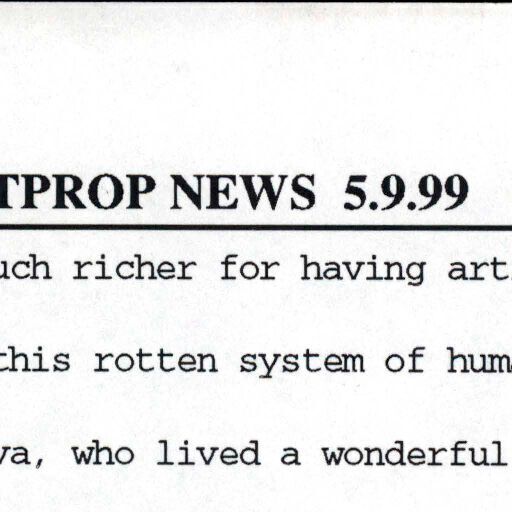 TPROP NEWS 5.9.99
uch richer for having art
this rotten system of hum
va, who lived a wonderful